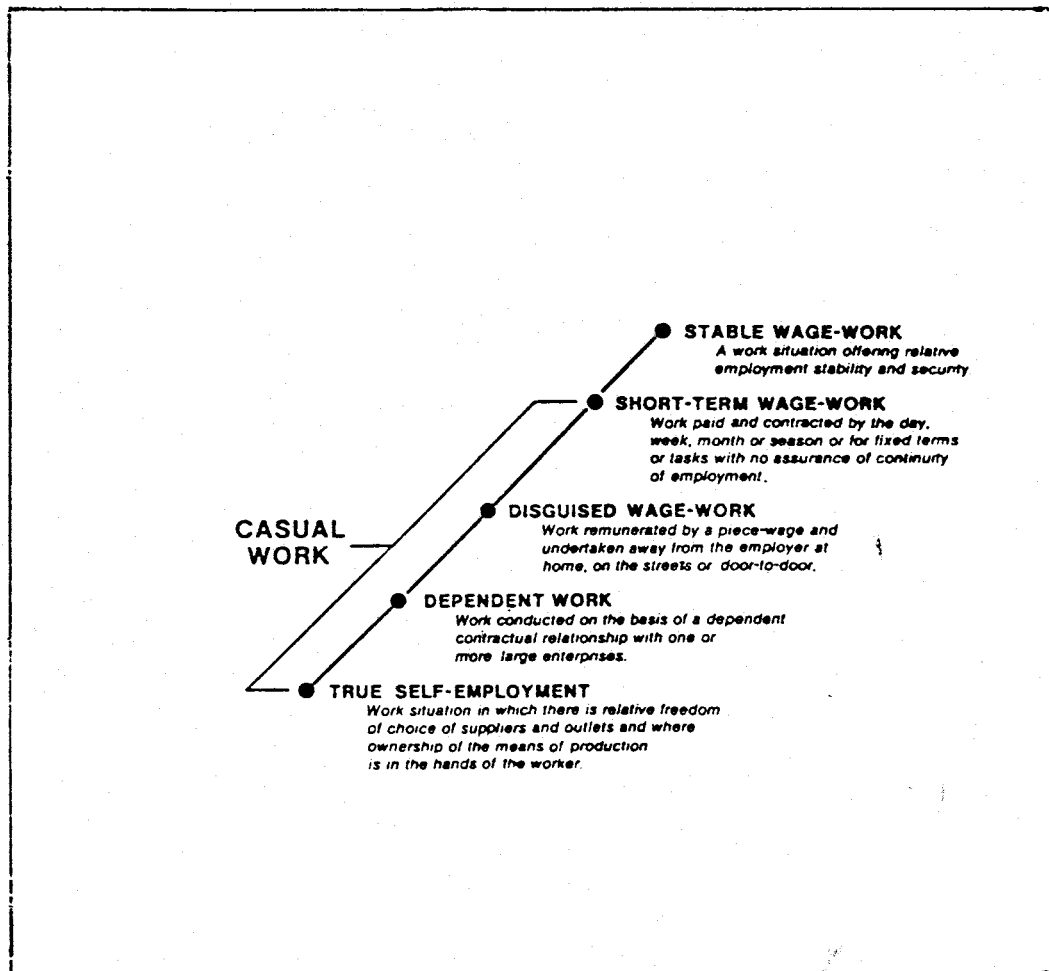 STABLE WAGE-WORK
A work situation offering relative
employment stability and security
SHORT-TERM WAGE-WORK
Work paid and contracted by the day,
week, month or season or for fixed terms
or tasks with no assurance of continuity
of employment.
DISGUISED WAGE-WORK
Work remunerated by a piece-wage and
undertaken away from the employer at
home, on the streets or door-to-door.
CASUAL
WORK
DEPENDENT WORK
Work conducted on the basis of a dependent
contractual relationship with one or
more large enterprises.
TRUE SELF-EMPLOYMENT
Work situation in which there is relative freedom
of choice of suppliers and outlets and where
ownership of the means of production
is in the hands of the worker.